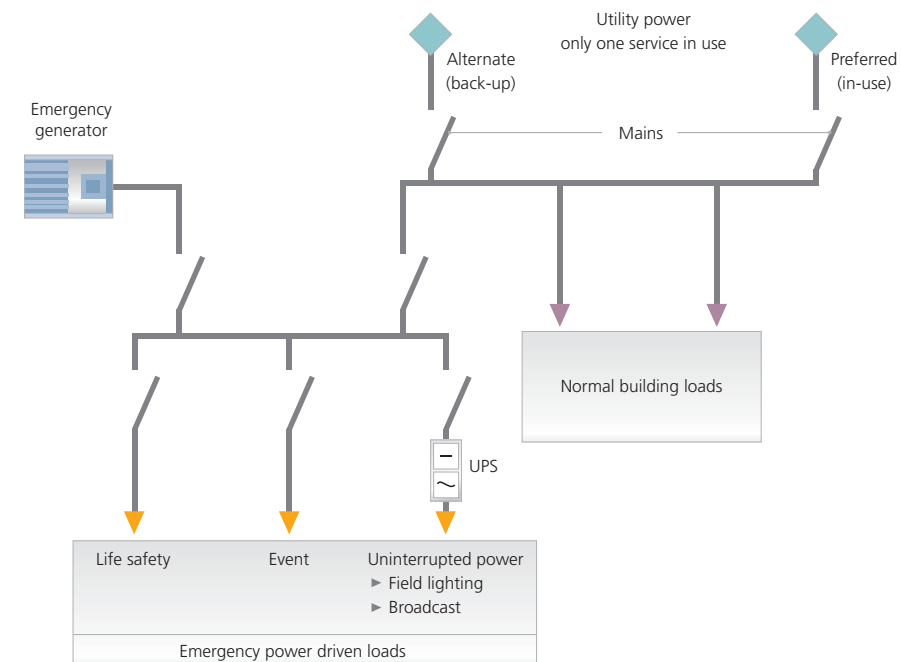 Utility power
only one service in use
Alternate
(back-up)
Preferred
(in-use)
Emergency
generator
Mains
Normal building loads
UPS
Life safety
Event
Uninterrupted power
► Field lighting
► Broadcast
Emergency power driven loads